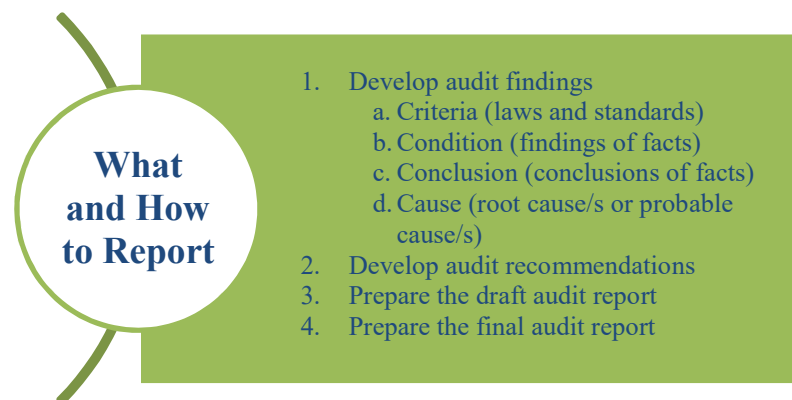 What
and How
to Report
1. Develop audit findings
a. Criteria (laws and standards)
b. Condition (findings of facts)
c. Conclusion (conclusions of facts)
d. Cause (root cause/s or probable
cause/s)
2. Develop audit recommendations
3. Prepare the draft audit report
4. Prepare the final audit report